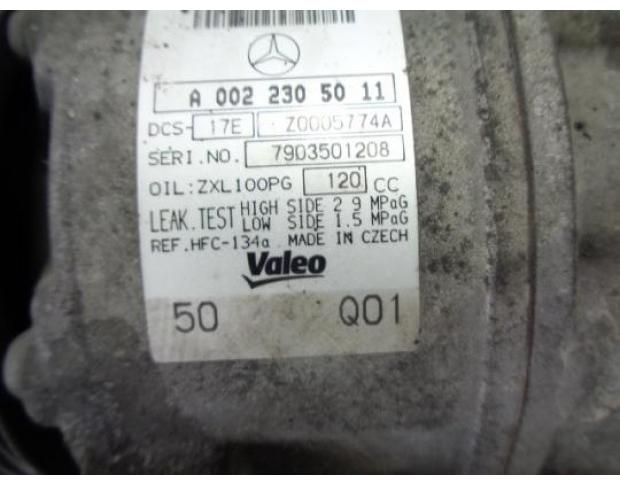 A 002 230 50 11
DCS-17E Z0005774A
SERI.NO. 7903501208
OIL:ZXL100PG 120 CC
LEAK.TEST HIGH SIDE 2.9 MPaG
LOW SIDE 1.5 MPaG
REF.HFC-134a MADE IN CZECH
Valeo
50 Q01